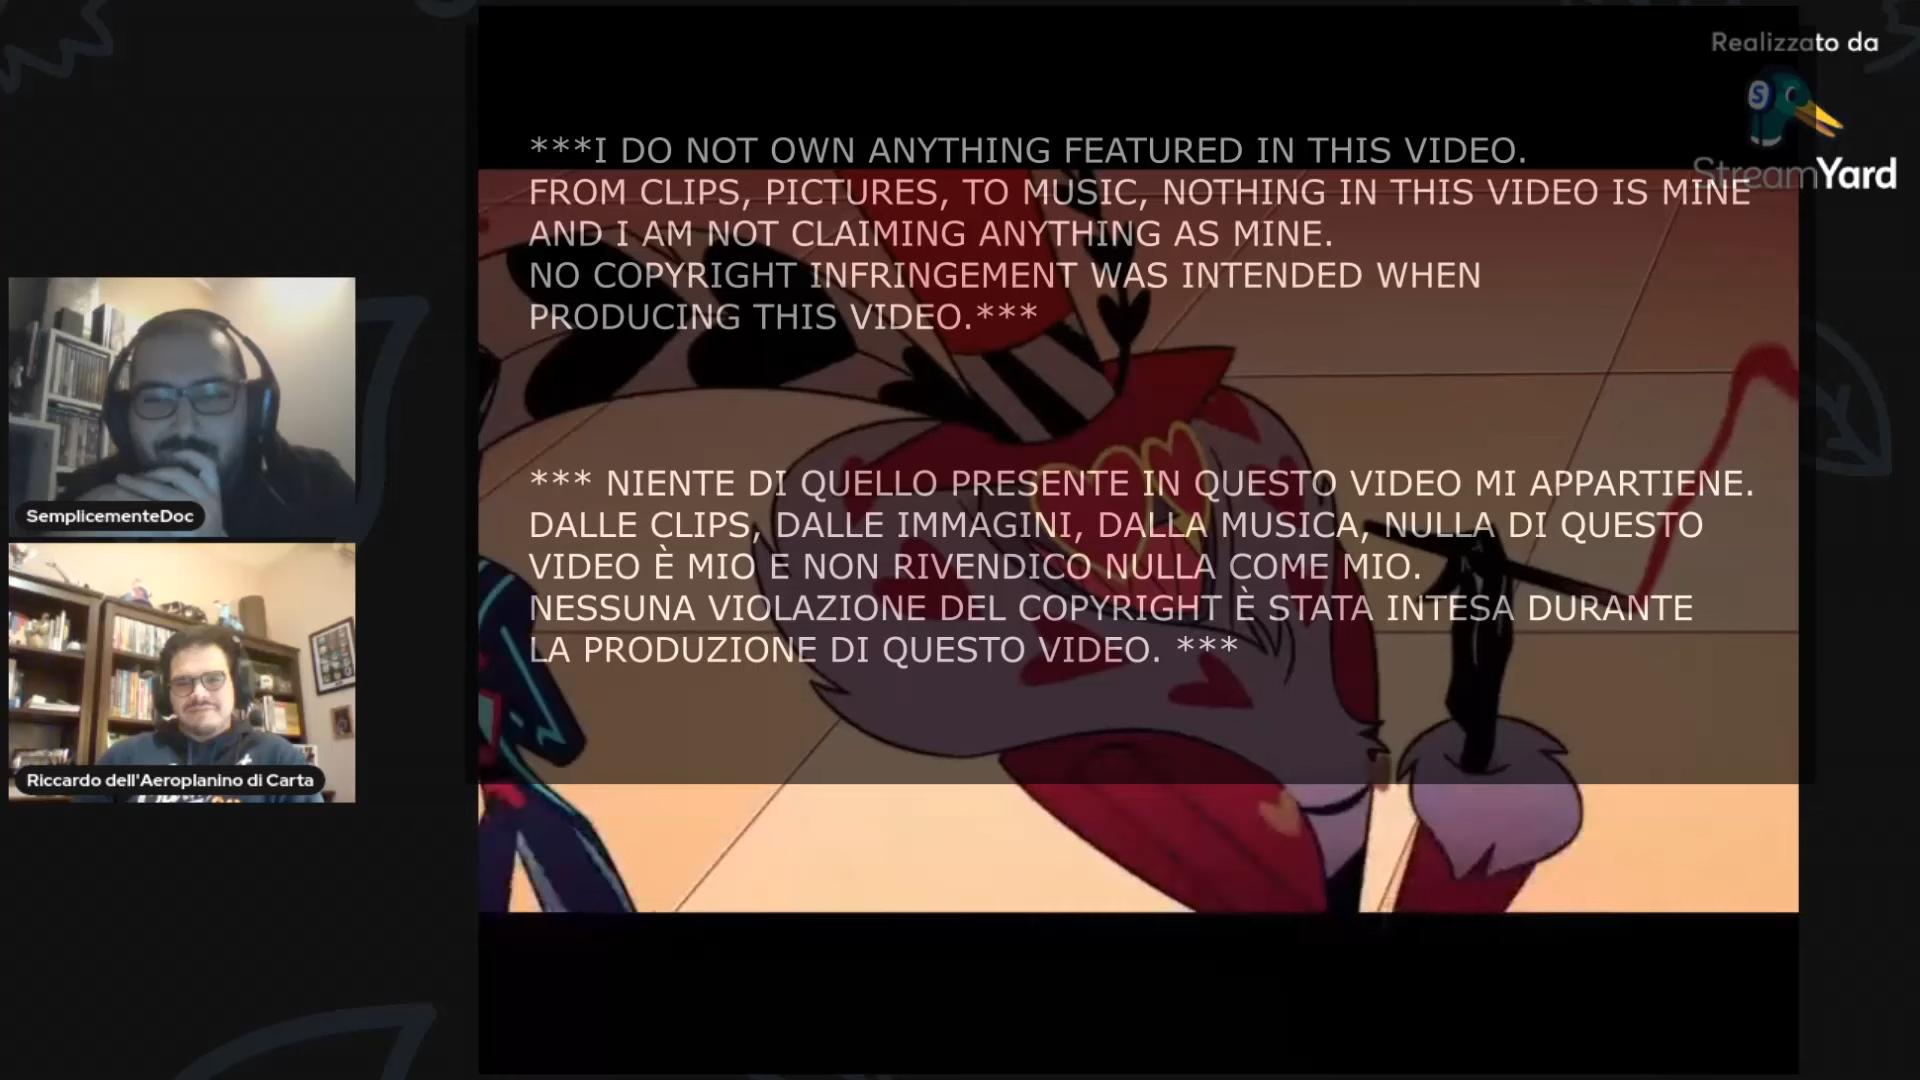 Realizzato da
StreamYard
***I DO NOT OWN ANYTHING FEATURED IN THIS VIDEO.
FROM CLIPS, PICTURES, TO MUSIC, NOTHING IN THIS VIDEO IS MINE
AND I AM NOT CLAIMING ANYTHING AS MINE.
NO COPYRIGHT INFRINGEMENT WAS INTENDED WHEN
PRODUCING THIS VIDEO.***
*** NIENTE DI QUELLO PRESENTE IN QUESTO VIDEO MI APPARTIENE.
DALLE CLIPS, DALLE IMMAGINI, DALLA MUSICA, NULLA DI QUESTO
VIDEO È MIO E NON RIVENDICO NULLA COME MIO.
NESSUNA VIOLAZIONE DEL COPYRIGHT È STATA INTESA DURANTE
LA PRODUZIONE DI QUESTO VIDEO. ***
SemplicementeDoc
Riccardo dell'Aeroplanino di Carta